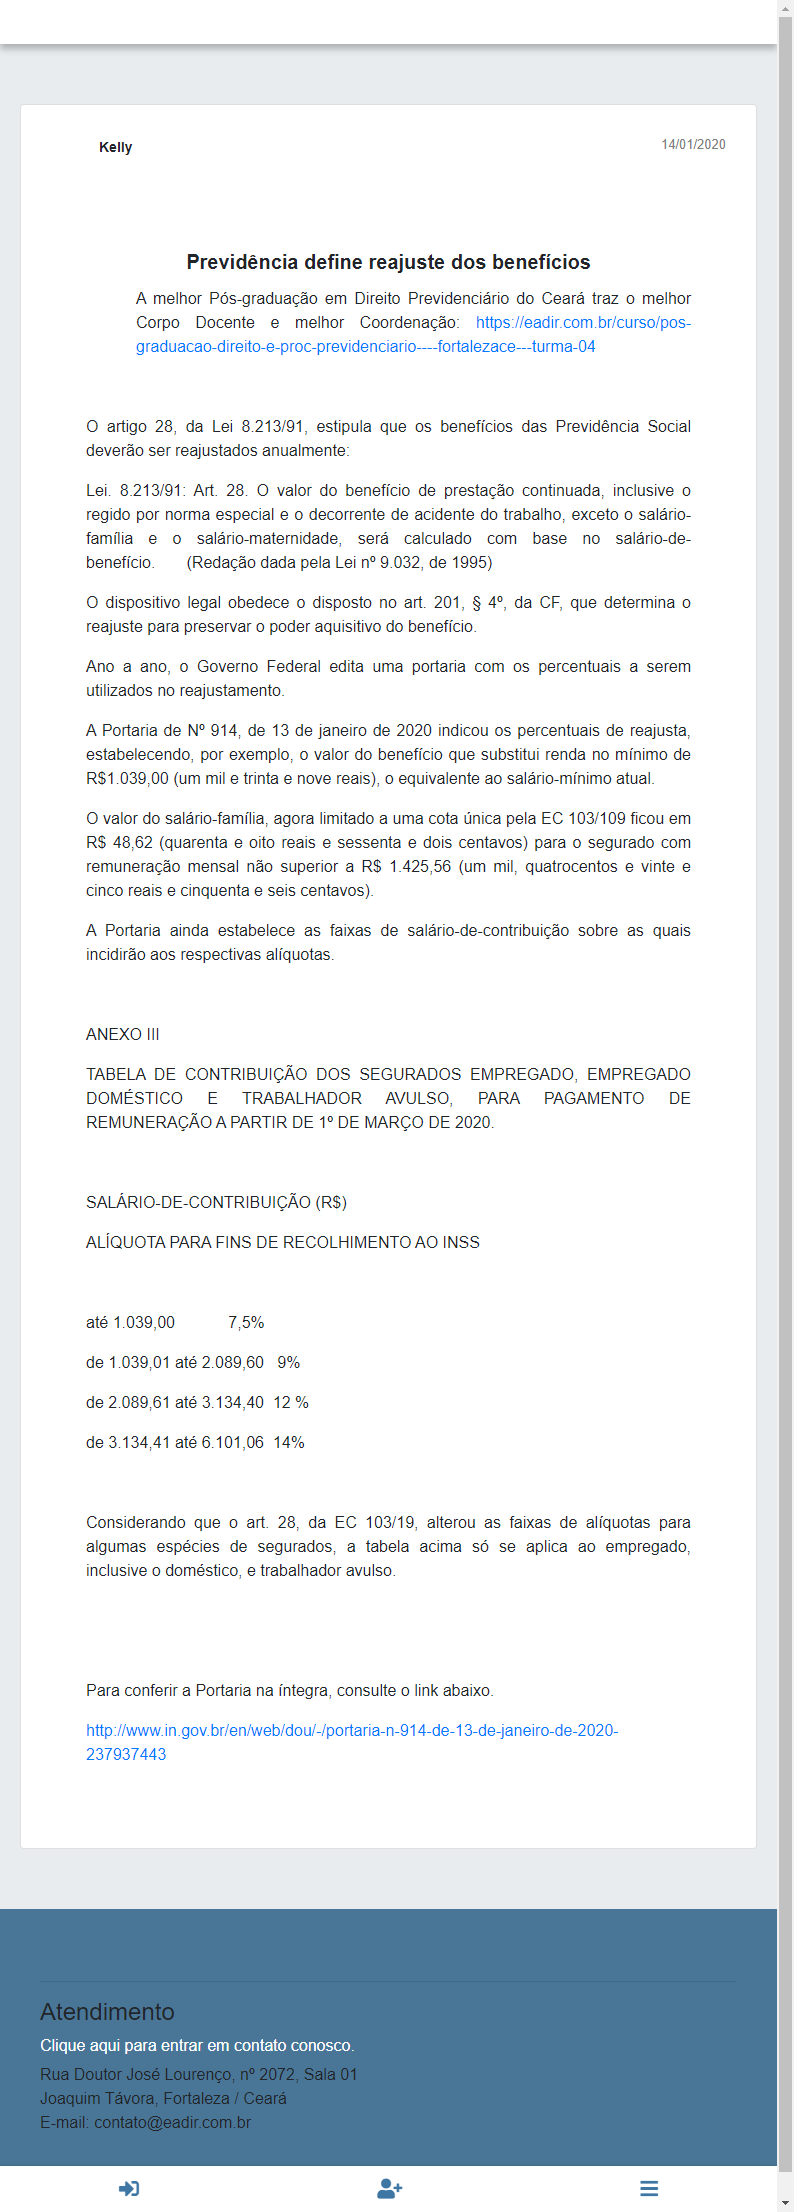 Kelly
14/01/2020
Previdência define reajuste dos benefícios
A melhor Pós-graduação em Direito Previdenciário do Ceará traz o melhor
Corpo Docente e melhor Coordenação: https://eadir.com.br/curso/pos-
graduacao-direito-e-proc-previdenciario----fortalezace---turma-04
O artigo 28, da Lei 8.213/91, estipula que os benefícios das Previdência Social
deverão ser reajustados anualmente:
Lei. 8.213/91: Art. 28. O valor do benefício de prestação continuada, inclusive o
regido por norma especial e o decorrente de acidente do trabalho, exceto o salário-
família e o salário-maternidade, será calculado com base no salário-de-
benefício. (Redação dada pela Lei nº 9.032, de 1995)
O dispositivo legal obedece o disposto no art. 201, § 4º, da CF, que determina o
reajuste para preservar o poder aquisitivo do benefício.
Ano a ano, o Governo Federal edita uma portaria com os percentuais a serem
utilizados no reajustamento.
A Portaria de Nº 914, de 13 de janeiro de 2020 indicou os percentuais de reajusta,
estabelecendo, por exemplo, o valor do benefício que substitui renda no mínimo de
R$1.039,00 (um mil e trinta e nove reais), o equivalente ao salário-mínimo atual.
O valor do salário-família, agora limitado a uma cota única pela EC 103/109 ficou em
R$ 48,62 (quarenta e oito reais e sessenta e dois centavos) para o segurado com
remuneração mensal não superior a R$ 1.425,56 (um mil, quatrocentos e vinte e
cinco reais e cinquenta e seis centavos).
A Portaria ainda estabelece as faixas de salário-de-contribuição sobre as quais
incidirão aos respectivas alíquotas.
ANEXO III
TABELA DE CONTRIBUIÇÃO DOS SEGURADOS EMPREGADO, EMPREGADO
DOMÉSTICO E TRABALHADOR AVULSO, PARA PAGAMENTO DE
REMUNERAÇÃO A PARTIR DE 1º DE MARÇO DE 2020.
SALÁRIO-DE-CONTRIBUIÇÃO (R$)
ALÍQUOTA PARA FINS DE RECOLHIMENTO AO INSS
até 1.039,00 7,5%
de 1.039,01 até 2.089,60 9%
de 2.089,61 até 3.134,40 12 %
de 3.134,41 até 6.101,06 14%
Considerando que o art. 28, da EC 103/19, alterou as faixas de alíquotas para
algumas espécies de segurados, a tabela acima só se aplica ao empregado,
inclusive o doméstico, e trabalhador avulso.
Para conferir a Portaria na íntegra, consulte o link abaixo.
http://www.in.gov.br/en/web/dou/-/portaria-n-914-de-13-de-janeiro-de-2020-
237937443
Atendimento
Clique aqui para entrar em contato conosco.
Rua Doutor José Lourenço, nº 2072, Sala 01
Joaquim Távora, Fortaleza / Ceará
E-mail: contato@eadir.com.br